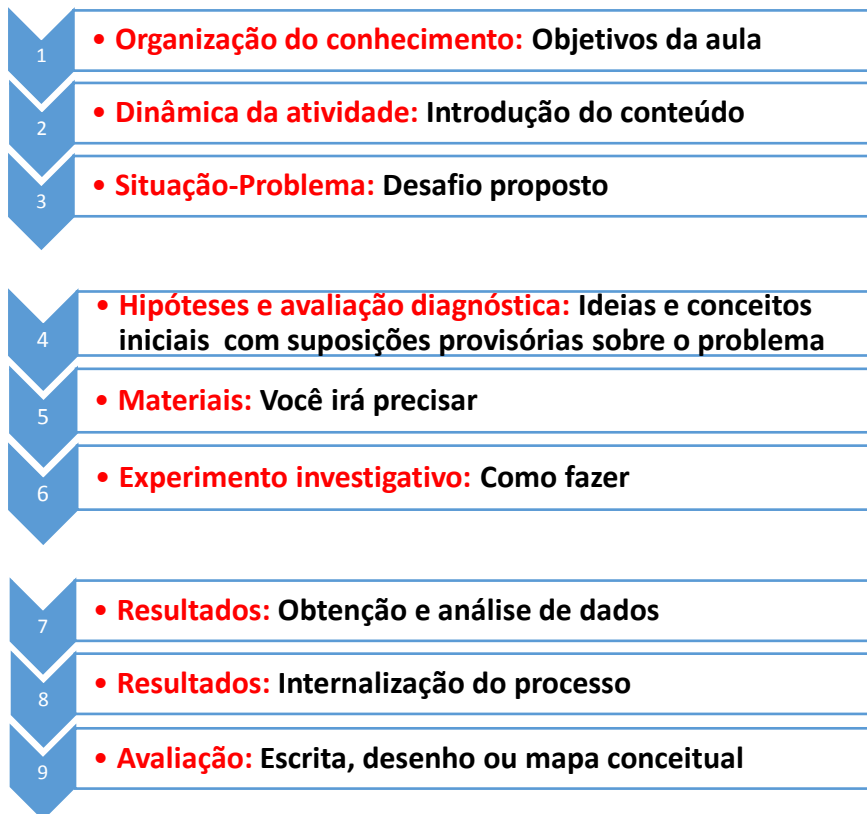 1
• Organização do conhecimento: Objetivos da aula
2
• Dinâmica da atividade: Introdução do conteúdo
3
• Situação-Problema: Desafio proposto
4
• Hipóteses e avaliação diagnóstica: Ideias e conceitos
iniciais com suposições provisórias sobre o problema
5
• Materiais: Você irá precisar
6
• Experimento investigativo: Como fazer
7
• Resultados: Obtenção e análise de dados
8
• Resultados: Internalização do processo
9
• Avaliação: Escrita, desenho ou mapa conceitual